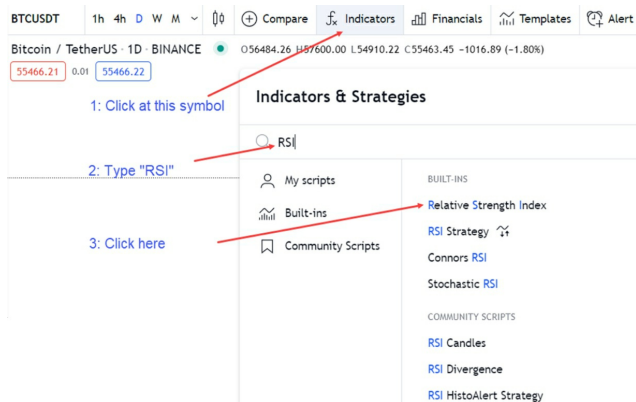 BTCUSDT 1h 4h D W M Compare fx Indicators Financials Templates Alert
Bitcoin / TetherUS · 1D · BINANCE O56484.26 H57600.00 L54910.22 C55463.45 −1016.89 (−1.80%)
55466.21 0.01 55466.22
1: Click at this symbol
Indicators & Strategies
RSI
2: Type "RSI"
My scripts
BUILT-INS
Built-ins
Relative Strength Index
3: Click here
RSI Strategy
Community Scripts
Connors RSI
Stochastic RSI
COMMUNITY SCRIPTS
RSI Candles
RSI Divergence
RSI HistoAlert Strategy